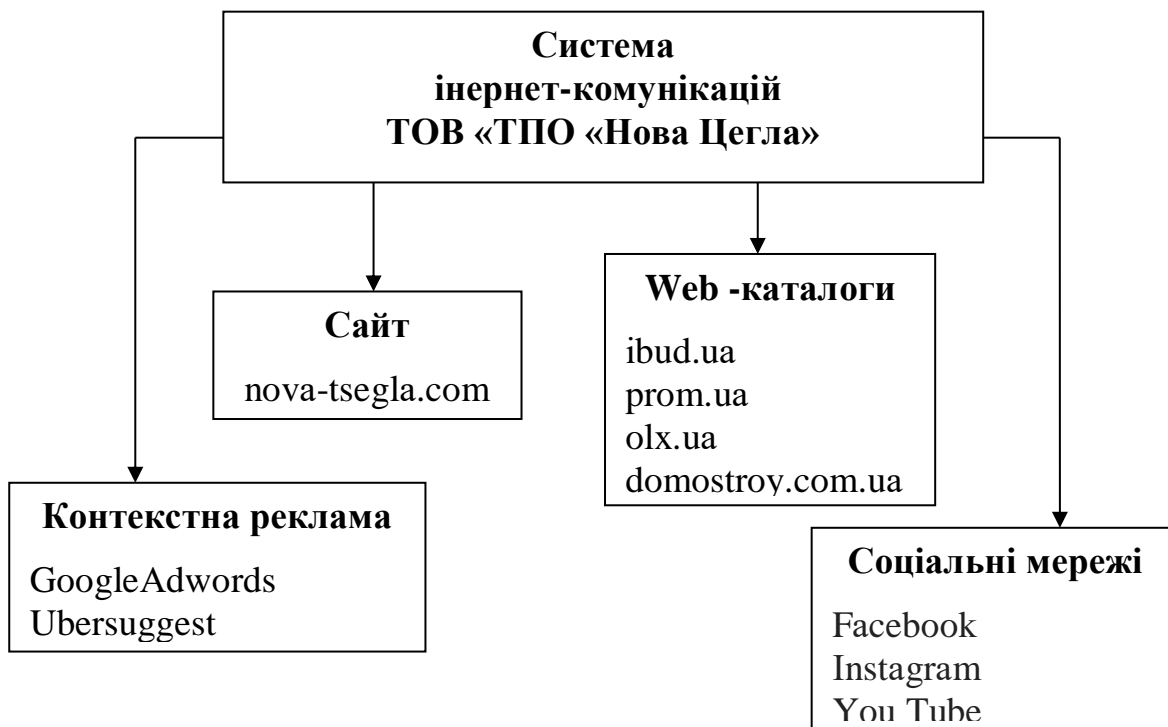 Система
інернет-комунікацій
ТОВ «ТПО «Нова Цегла»
Сайт
nova-tsegla.com
Web -каталоги
ibud.ua
prom.ua
olx.ua
domostroy.com.ua
Контекстна реклама
GoogleAdwords
Ubersuggest
Соціальні мережі
Facebook
Instagram
You Tube